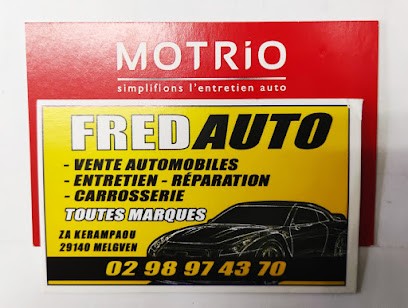 MOTRiO
simplifions l'entretien auto
FRED AUTO
- VENTE AUTOMOBILES
- ENTRETIEN - RÉPARATION
- CARROSSERIE
TOUTES MARQUES
ZA KERAMPAOU
29140 MELGVEN
02 98 97 43 70